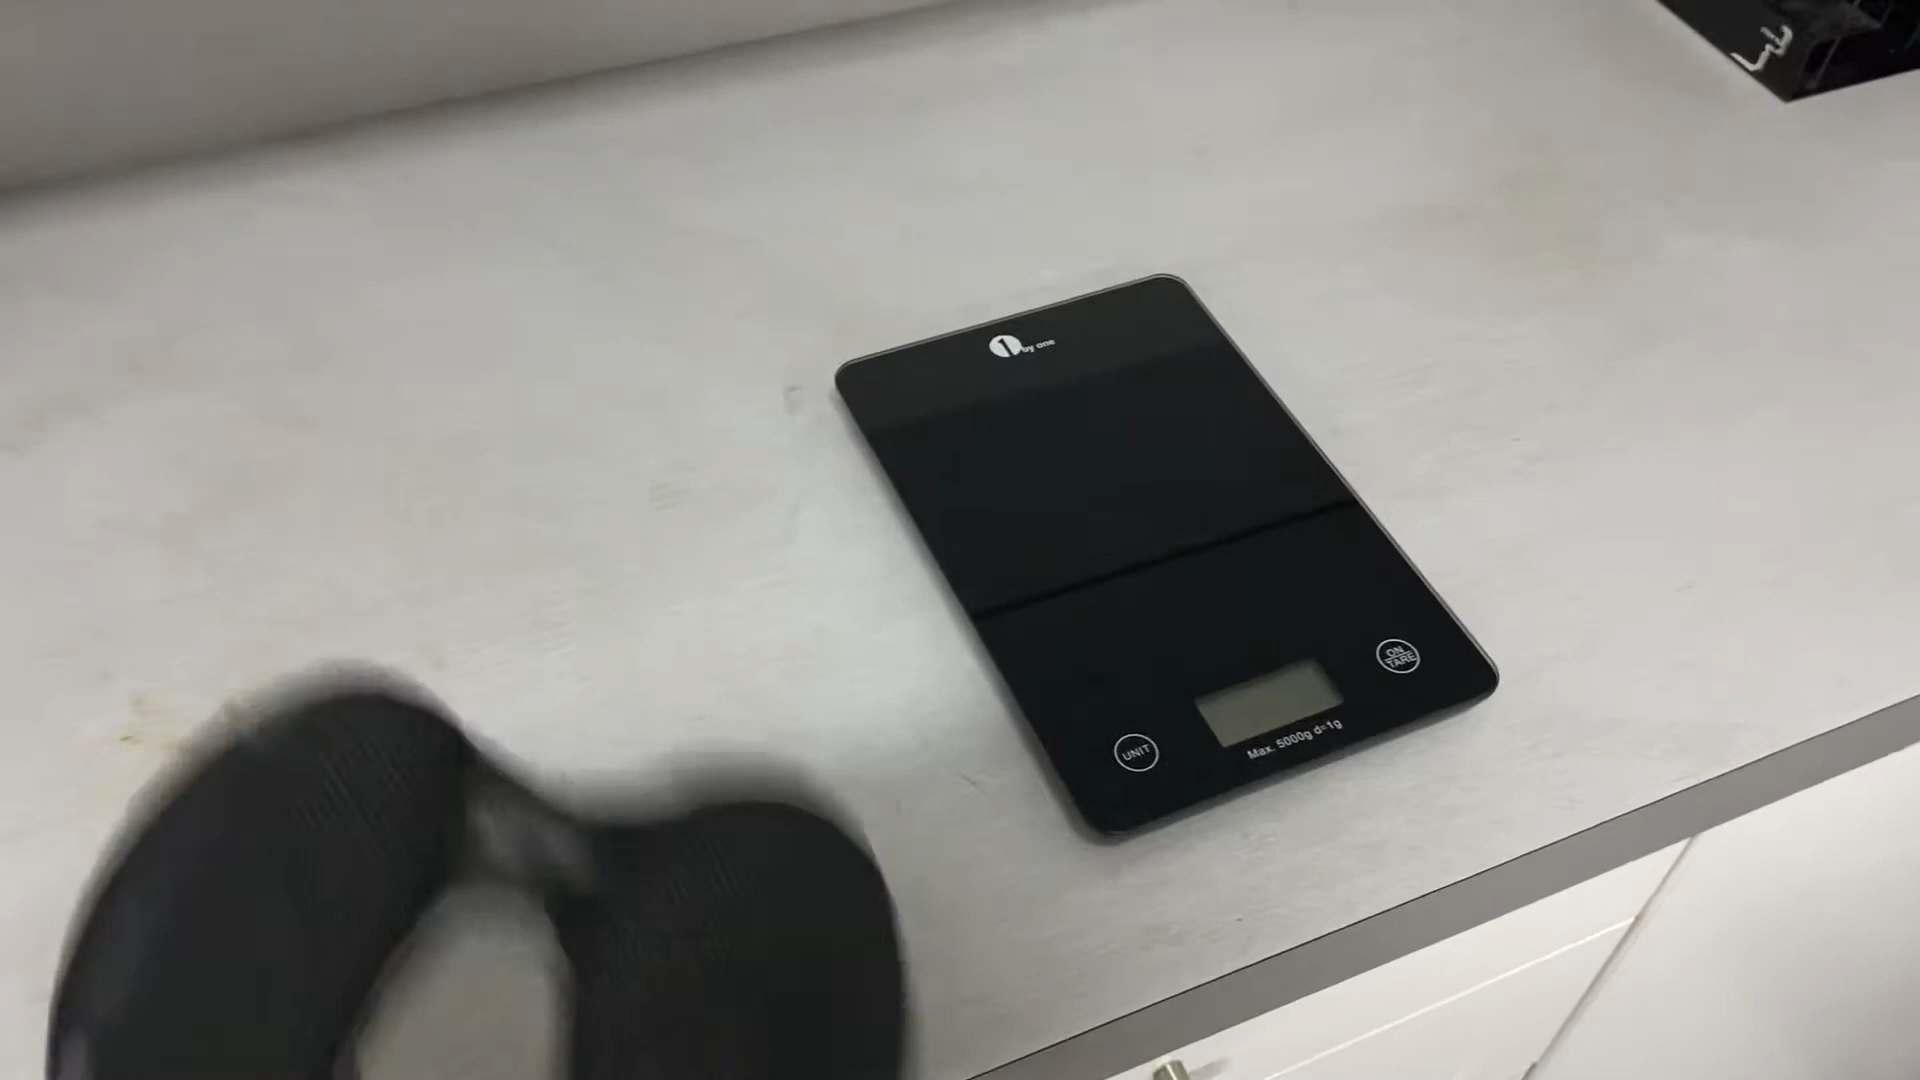 1 by one
ON
TARE
UNIT
Max. 5000g d=1g